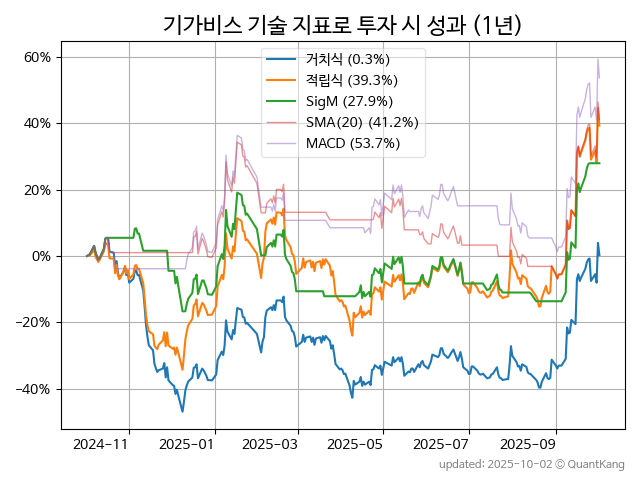 기가비스 기술 지표로 투자 시 성과 (1년)
거치식 (0.3%)
적립식 (39.3%)
SigM (27.9%)
SMA(20) (41.2%)
MACD (53.7%)
60%
40%
20%
0%
−20%
−40%
2024-11 2025-01 2025-03 2025-05 2025-07 2025-09
updated: 2025-10-02 © QuantKang